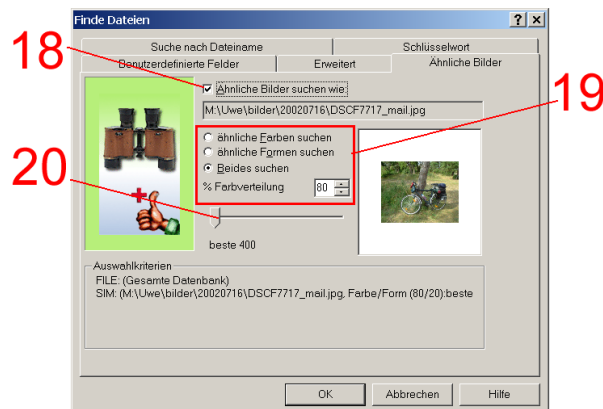 Finde Dateien
18
Suche nach Dateiname
Schlüsselwort
Benutzerdefinierte Felder
Erweitert
Ähnliche Bilder
Ähnliche Bilder suchen wie:
M:\Uwe\bilder\20020716\DSCF7717_mail.jpg
19
ähnliche Farben suchen
ähnliche Formen suchen
Beides suchen
% Farbverteilung 80
20
beste 400
Auswahlkriterien
FILE: (Gesamte Datenbank)
SIM: (M:\Uwe\bilder\20020716\DSCF7717_mail.jpg, Farbe/Form (80/20):beste
OK
Abbrechen
Hilfe